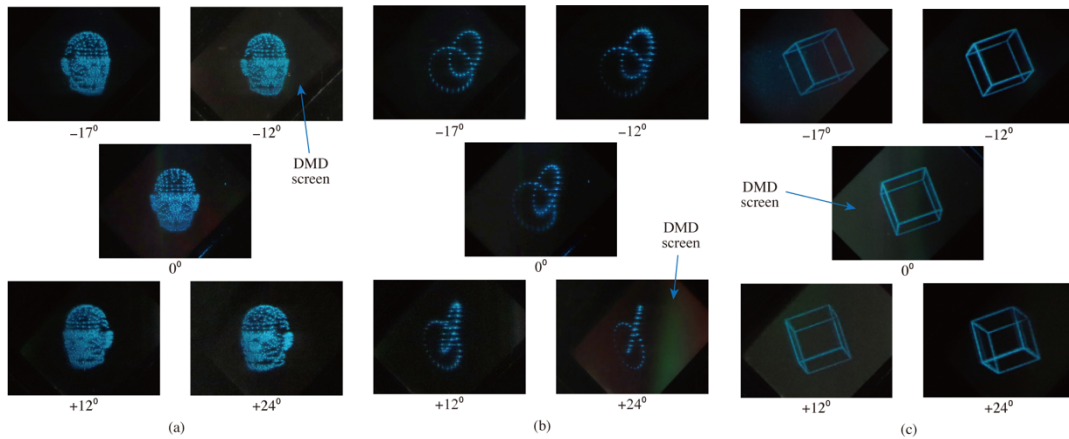 −17⁰
−12⁰
DMD
screen
0⁰
+12⁰
+24⁰
(a)
−17⁰
−12⁰
0⁰
DMD
screen
+12⁰
+24⁰
(b)
−17⁰
−12⁰
DMD
screen
0⁰
+12⁰
+24⁰
(c)